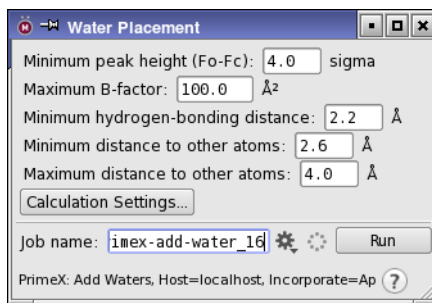 Water Placement
Minimum peak height (Fo-Fc): 4.0 sigma
Maximum B-factor: 100.0 Å²
Minimum hydrogen-bonding distance: 2.2 Å
Minimum distance to other atoms: 2.6 Å
Maximum distance to other atoms: 4.0 Å
Calculation Settings...
Job name: imex-add-water_16 Run
PrimeX: Add Waters, Host=localhost, Incorporate=Ap ?